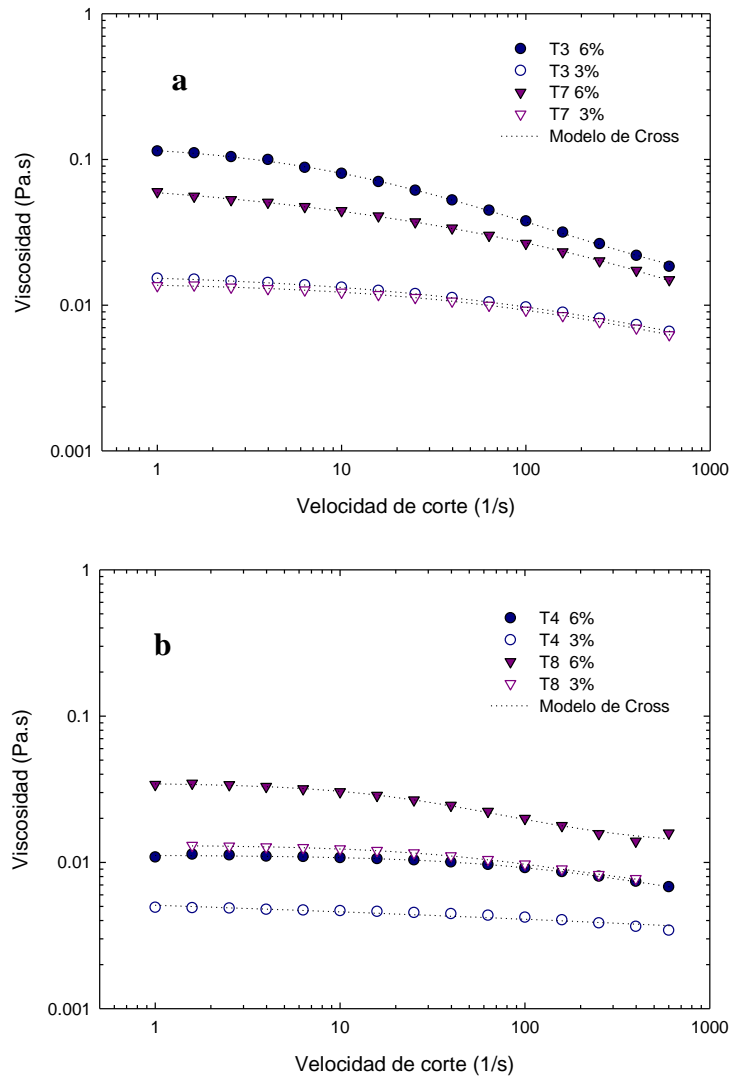 1
a
T3 6%
T3 3%
T7 6%
T7 3%
Modelo de Cross
0.1
0.01
0.001
Viscosidad (Pa.s)
1 10 100 1000
Velocidad de corte (1/s)
1
b
T4 6%
T4 3%
T8 6%
T8 3%
Modelo de Cross
0.1
0.01
0.001
Viscosidad (Pa.s)
1 10 100 1000
Velocidad de corte (1/s)